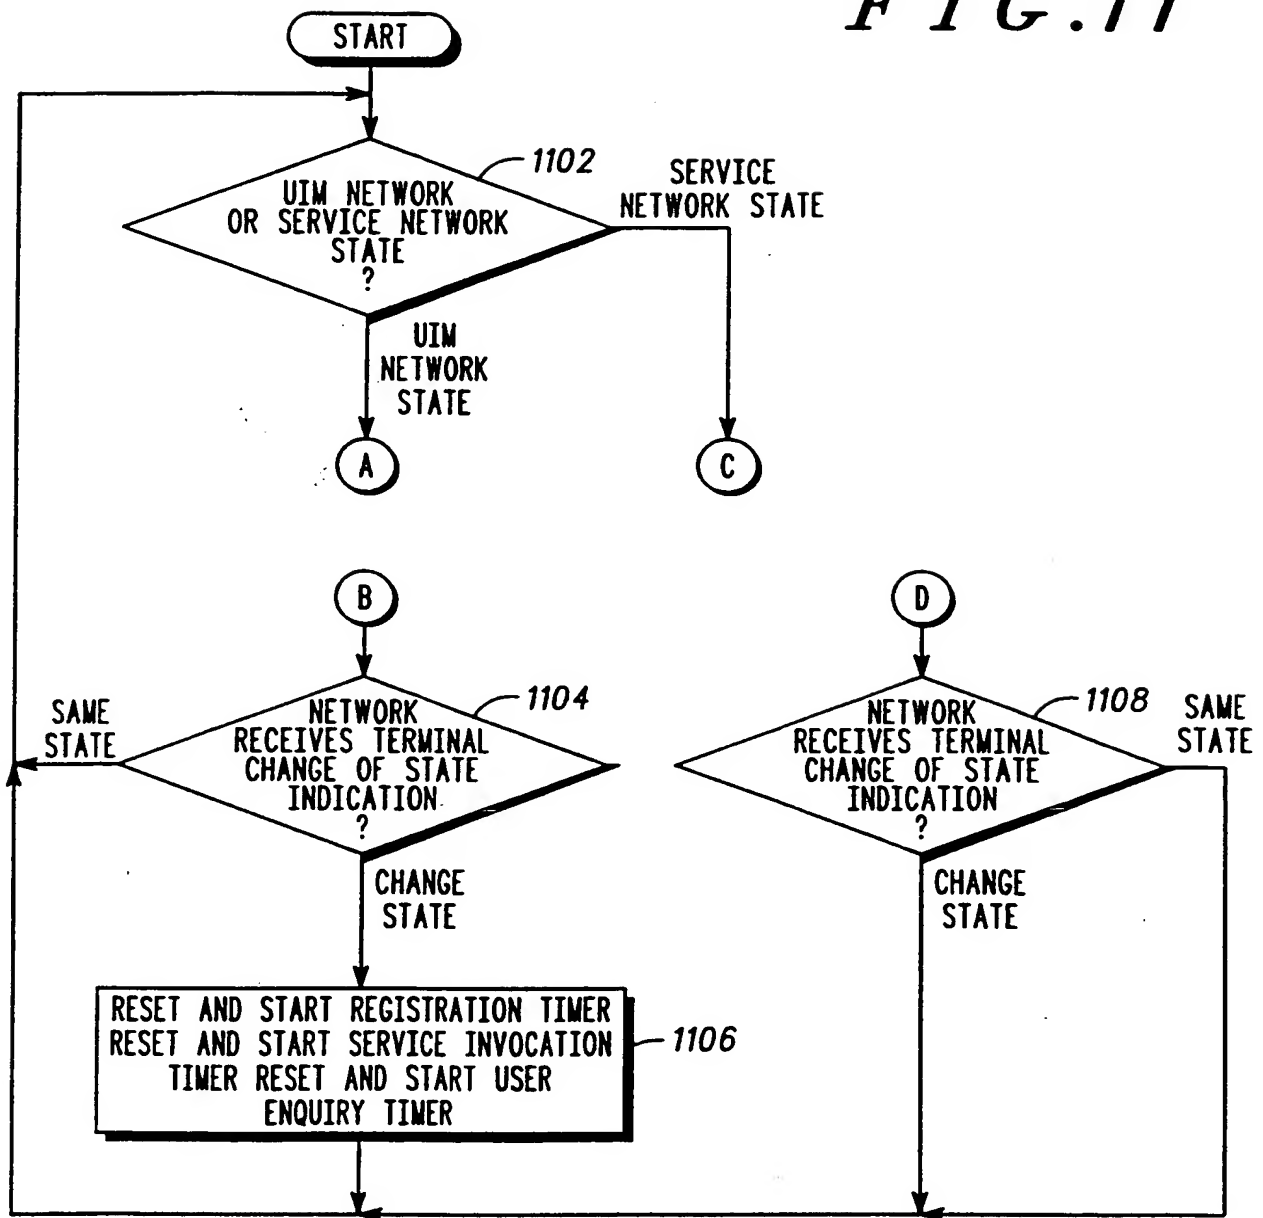 FIG.11
START
1102
UIM NETWORK
OR SERVICE NETWORK
STATE
?
SERVICE
NETWORK STATE
UIM
NETWORK
STATE
A
C
B
D
SAME
STATE
NETWORK
RECEIVES TERMINAL
CHANGE OF STATE
INDICATION
?
1104
NETWORK
RECEIVES TERMINAL
CHANGE OF STATE
INDICATION
?
1108
SAME
STATE
CHANGE
STATE
CHANGE
STATE
RESET AND START REGISTRATION TIMER
RESET AND START SERVICE INVOCATION
TIMER RESET AND START USER
ENQUIRY TIMER
1106